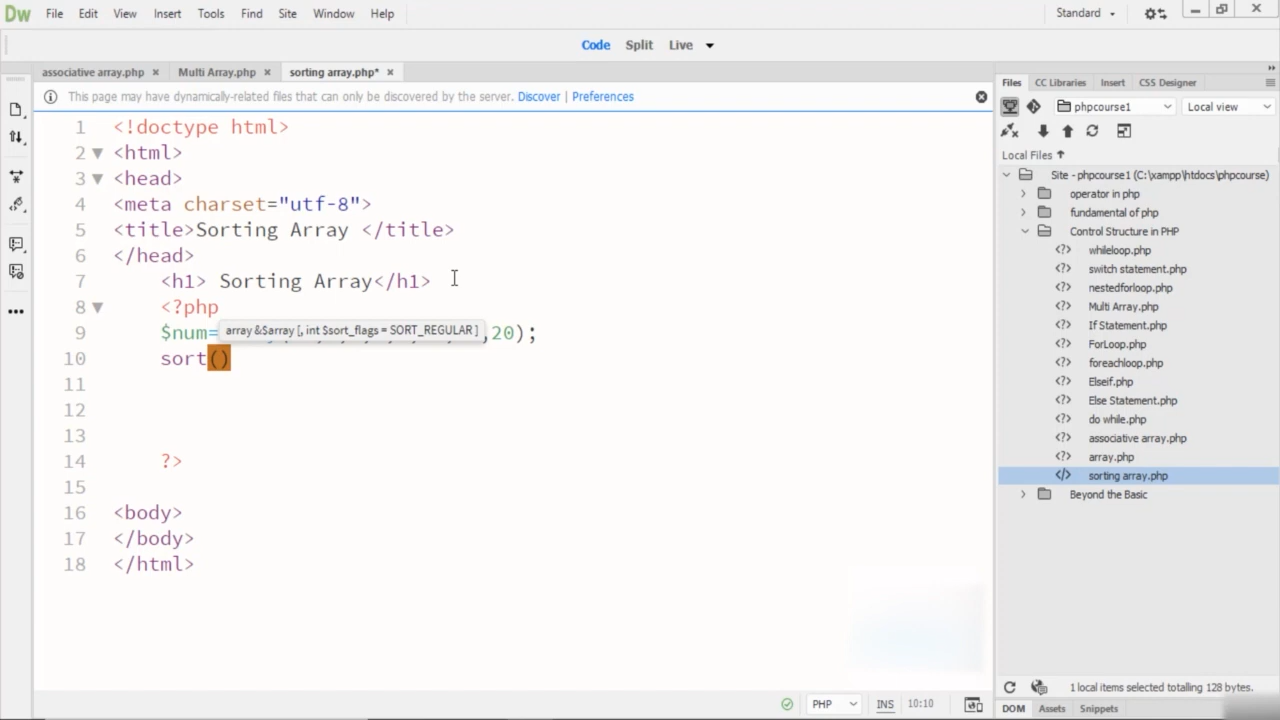 Dw File Edit View Insert Tools Find Site Window Help Standard
Code Split Live
associative array.php × Multi Array.php × sorting array.php* ×
This page may have dynamically-related files that can only be discovered by the server. Discover | Preferences
1 <!doctype html>
2 <html>
3 <head>
4 <meta charset="utf-8">
5 <title>Sorting Array </title>
6 </head>
7 <h1> Sorting Array</h1>
8 <?php
array &$array [, int $sort_flags = SORT_REGULAR ]
9 $num= ,20);
10 sort()
11
12
13
14 ?>
15
16 <body>
17 </body>
18 </html>
PHP INS 10:10
Files CC Libraries Insert CSS Designer
phpcourse1 Local view
Local Files
Site - phpcourse1 (C:\xampp\htdocs\phpcourse)
operator in php
fundamental of php
Control Structure in PHP
whileloop.php
switch statement.php
nestedforloop.php
Multi Array.php
If Statement.php
ForLoop.php
foreachloop.php
Elseif.php
Else Statement.php
do while.php
associative array.php
array.php
sorting array.php
Beyond the Basic
1 local items selected totalling 128 bytes.
DOM Assets Snippets